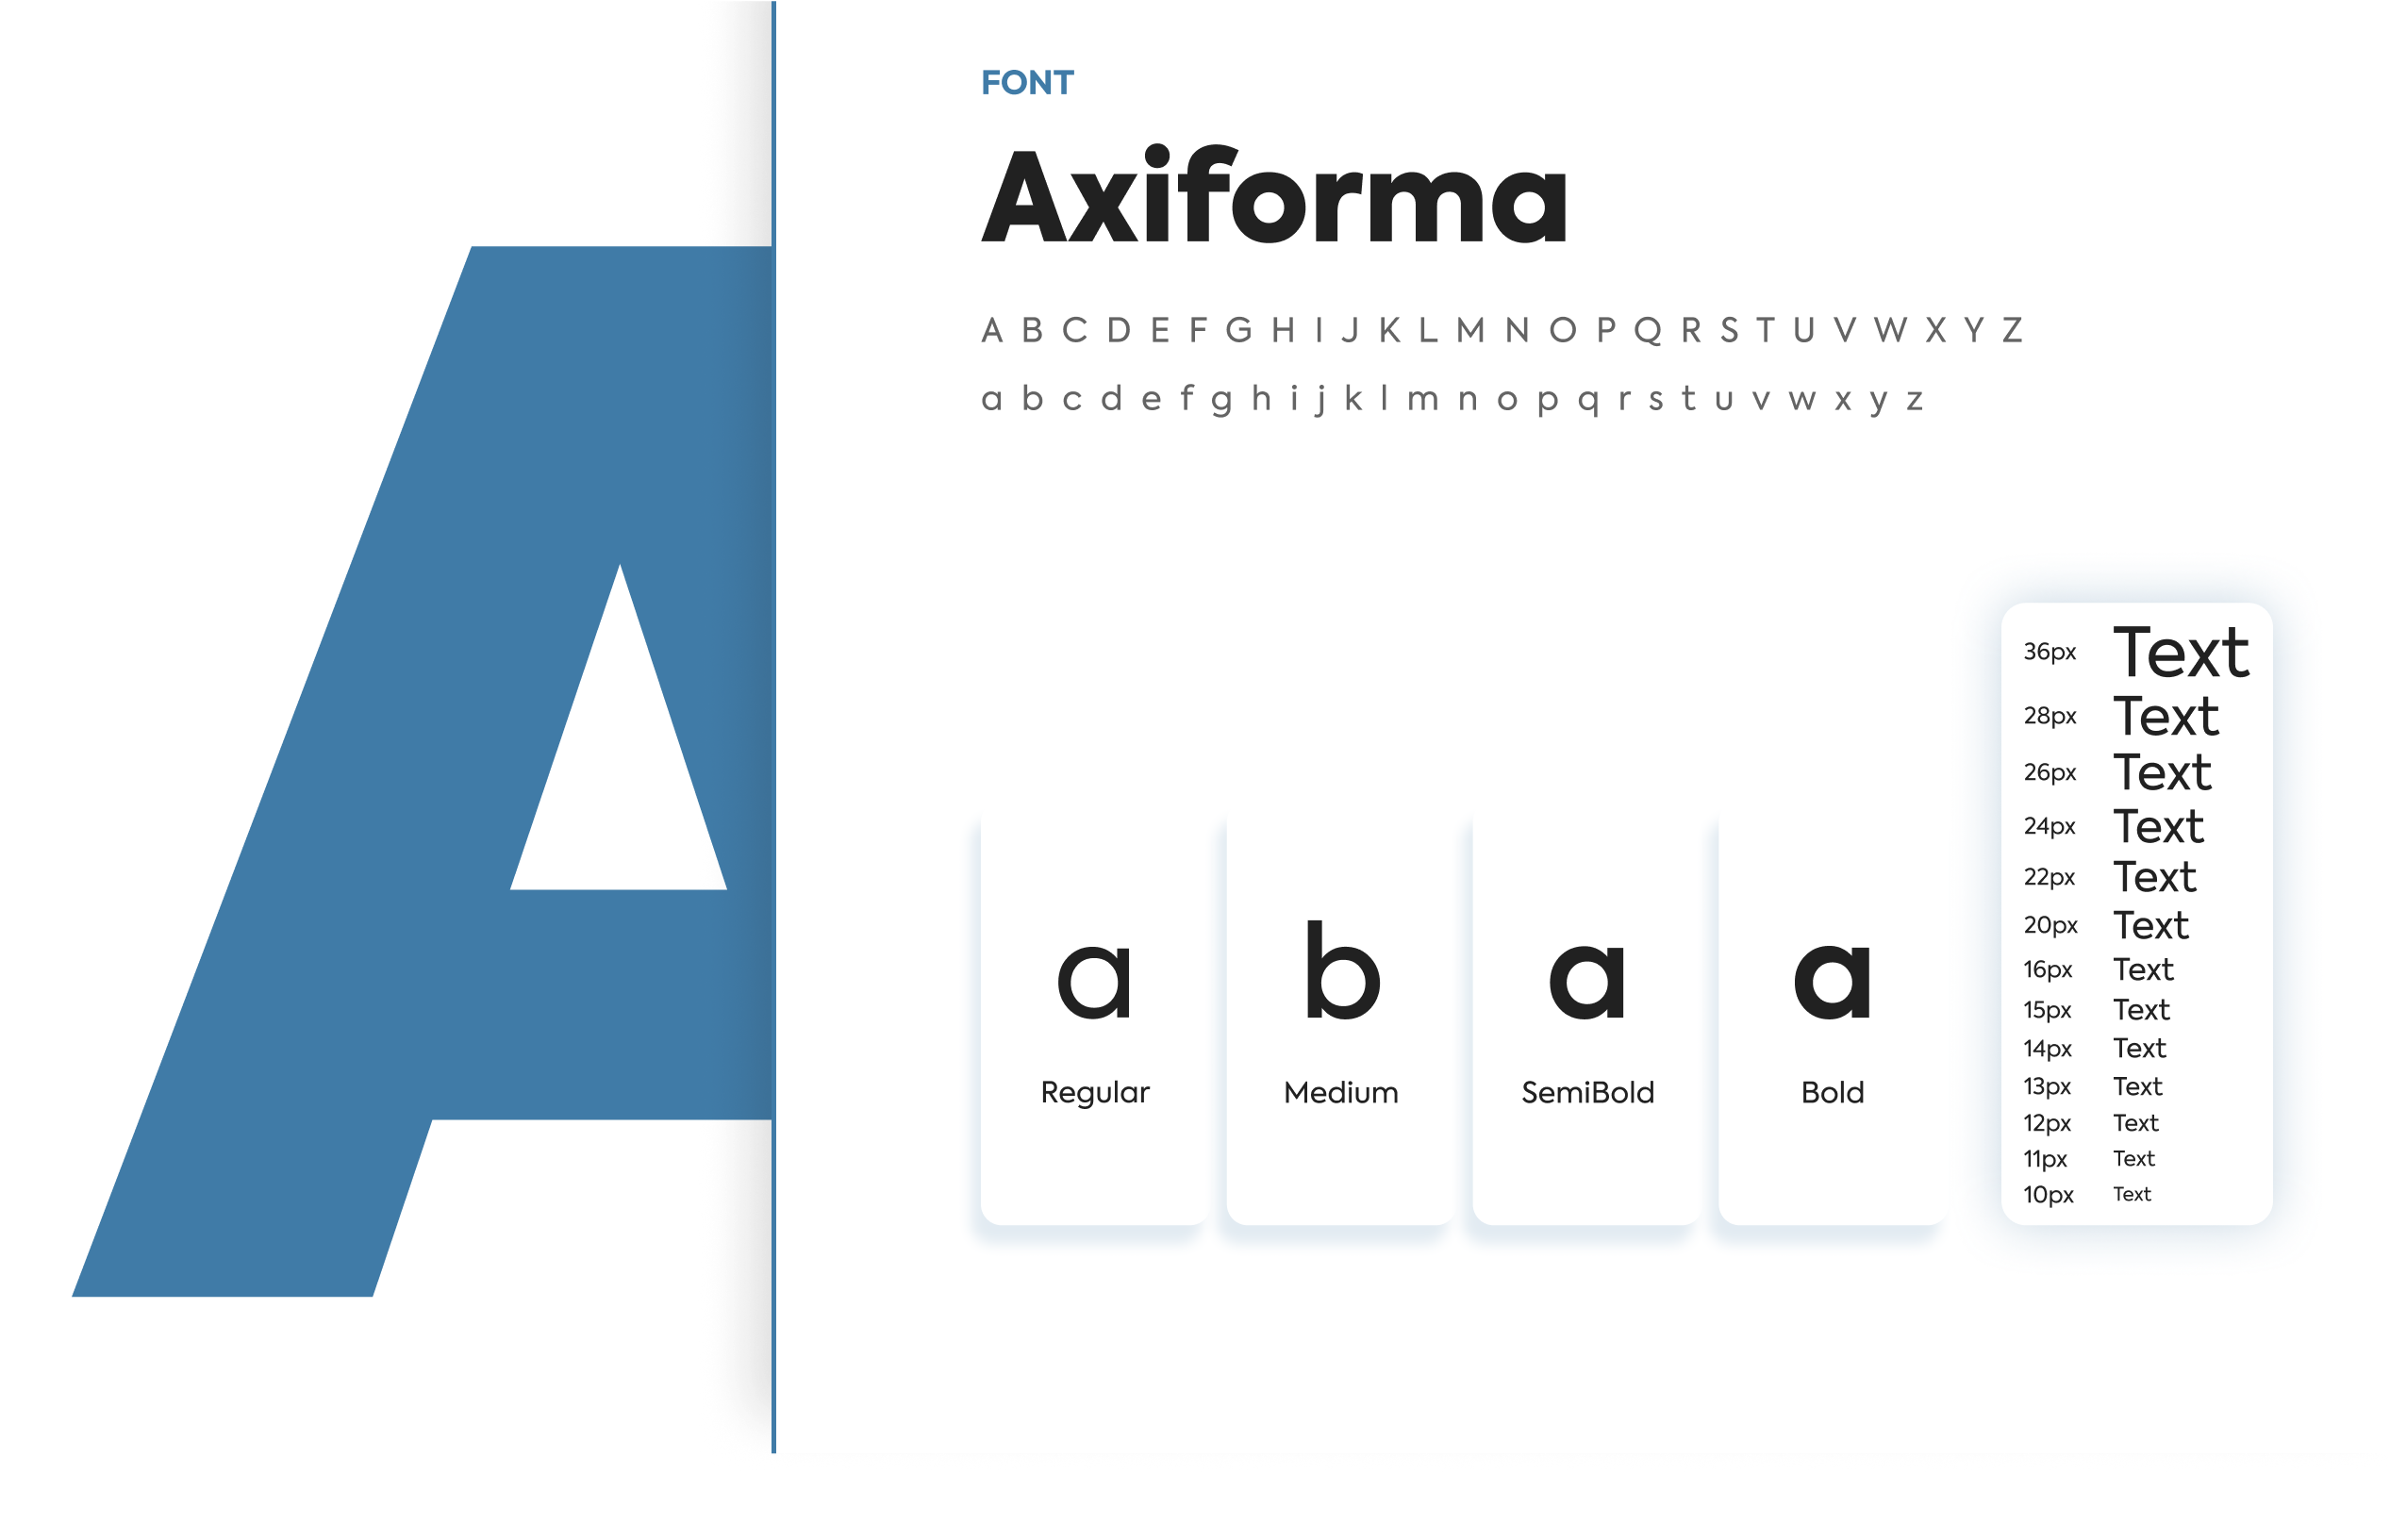 A
FONT
Axiforma
A B C D E F G H I J K L M N O P Q R S T U V W X Y Z
a b c d e f g h i j k l m n o p q r s t u v w x y z
a
Regular
b
Medium
a
SemiBold
a
Bold
36px Text
28px Text
26px Text
24px Text
22px Text
20px Text
16px Text
15px Text
14px Text
13px Text
12px Text
11px Text
10px Text